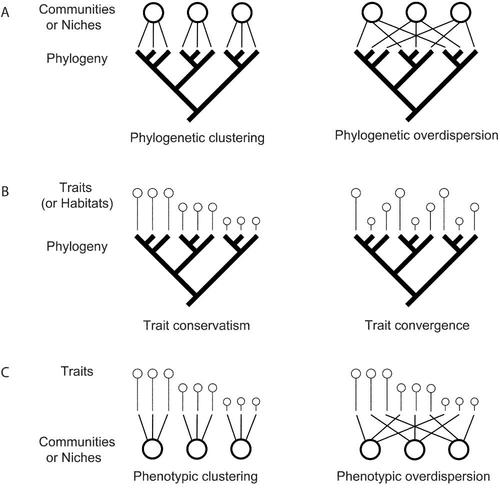 A
Communities
or Niches
Phylogeny
Phylogenetic clustering
Phylogenetic overdispersion
B
Traits
(or Habitats)
Phylogeny
Trait conservatism
Trait convergence
C
Traits
Communities
or Niches
Phenotypic clustering
Phenotypic overdispersion